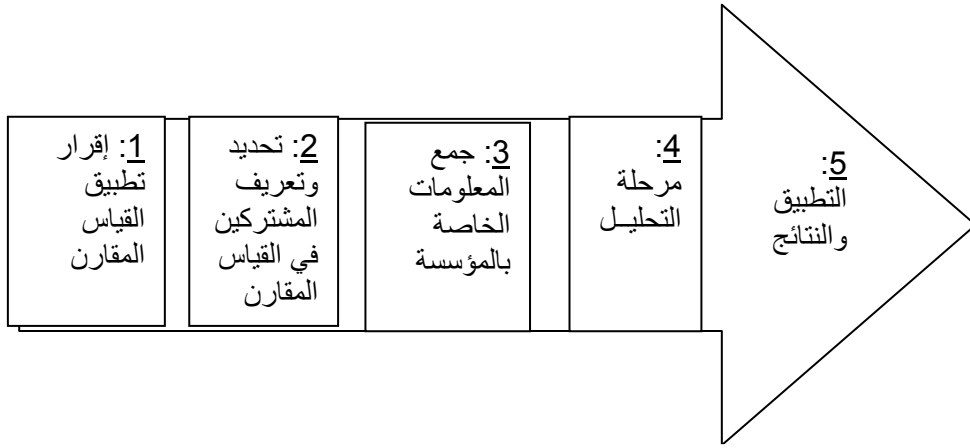 1: إقرار
تطبيق
القياس
المقارن
2: تحديد
وتعريف
المشتركين
في القياس
المقارن
3: جمع
المعلومات
الخاصة
بالمؤسسة
4:
مرحلة
التحليــل
5:
التطبيق
والنتائج